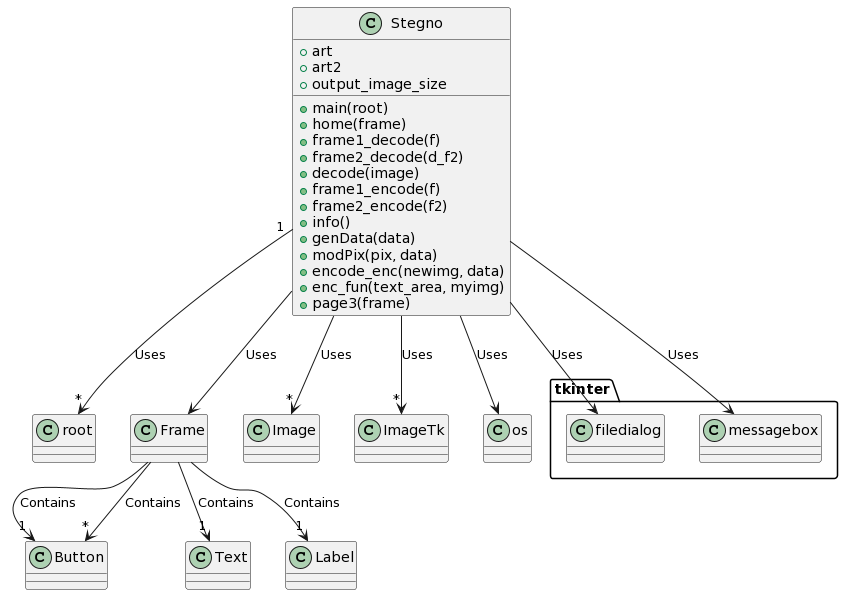 C Stegno
art
art2
output_image_size
main(root)
home(frame)
frame1_decode(f)
frame2_decode(d_f2)
decode(image)
frame1_encode(f)
frame2_encode(f2)
info()
genData(data)
modPix(pix, data)
encode_enc(newimg, data)
enc_fun(text_area, myimg)
page3(frame)
1
Uses
Uses
Uses
Uses
Uses
Uses
Uses
*
*
*
tkinter
C root
C Frame
C Image
C ImageTk
C os
C filedialog
C messagebox
Contains
Contains
Contains
Contains
1
*
1
1
C Button
C Text
C Label